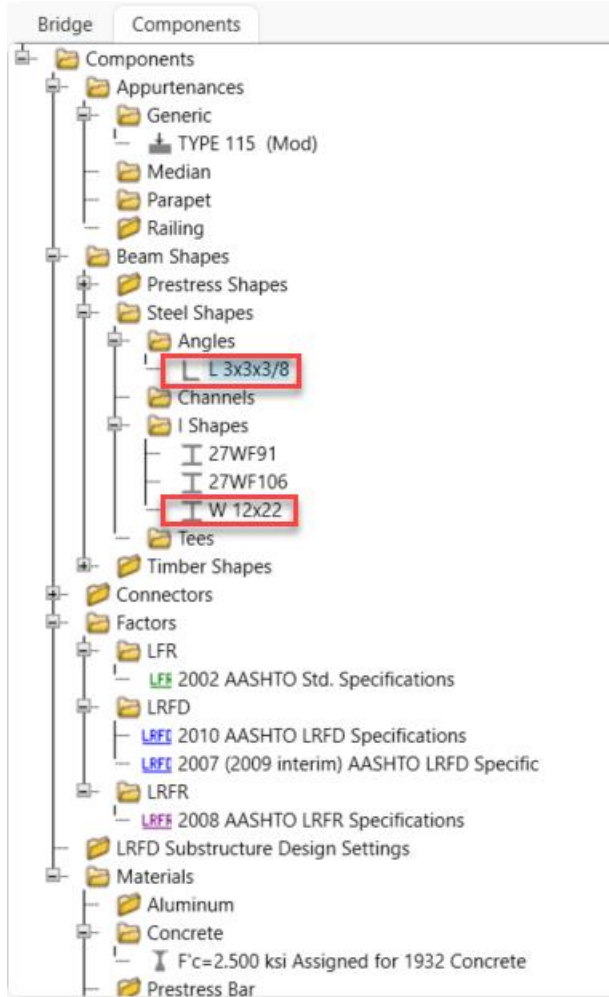 Bridge Components
Components
Appurtenances
Generic
TYPE 115 (Mod)
Median
Parapet
Railing
Beam Shapes
Prestress Shapes
Steel Shapes
Angles
L 3x3x3/8
Channels
I Shapes
27WF91
27WF106
W 12x22
Tees
Timber Shapes
Connectors
Factors
LFR
LFR 2002 AASHTO Std. Specifications
LRFD
LRFD 2010 AASHTO LRFD Specifications
LRFD 2007 (2009 interim) AASHTO LRFD Specific
LRFR
LRFR 2008 AASHTO LRFR Specifications
LRFD Substructure Design Settings
Materials
Aluminum
Concrete
F'c=2.500 ksi Assigned for 1932 Concrete
Prestress Bar